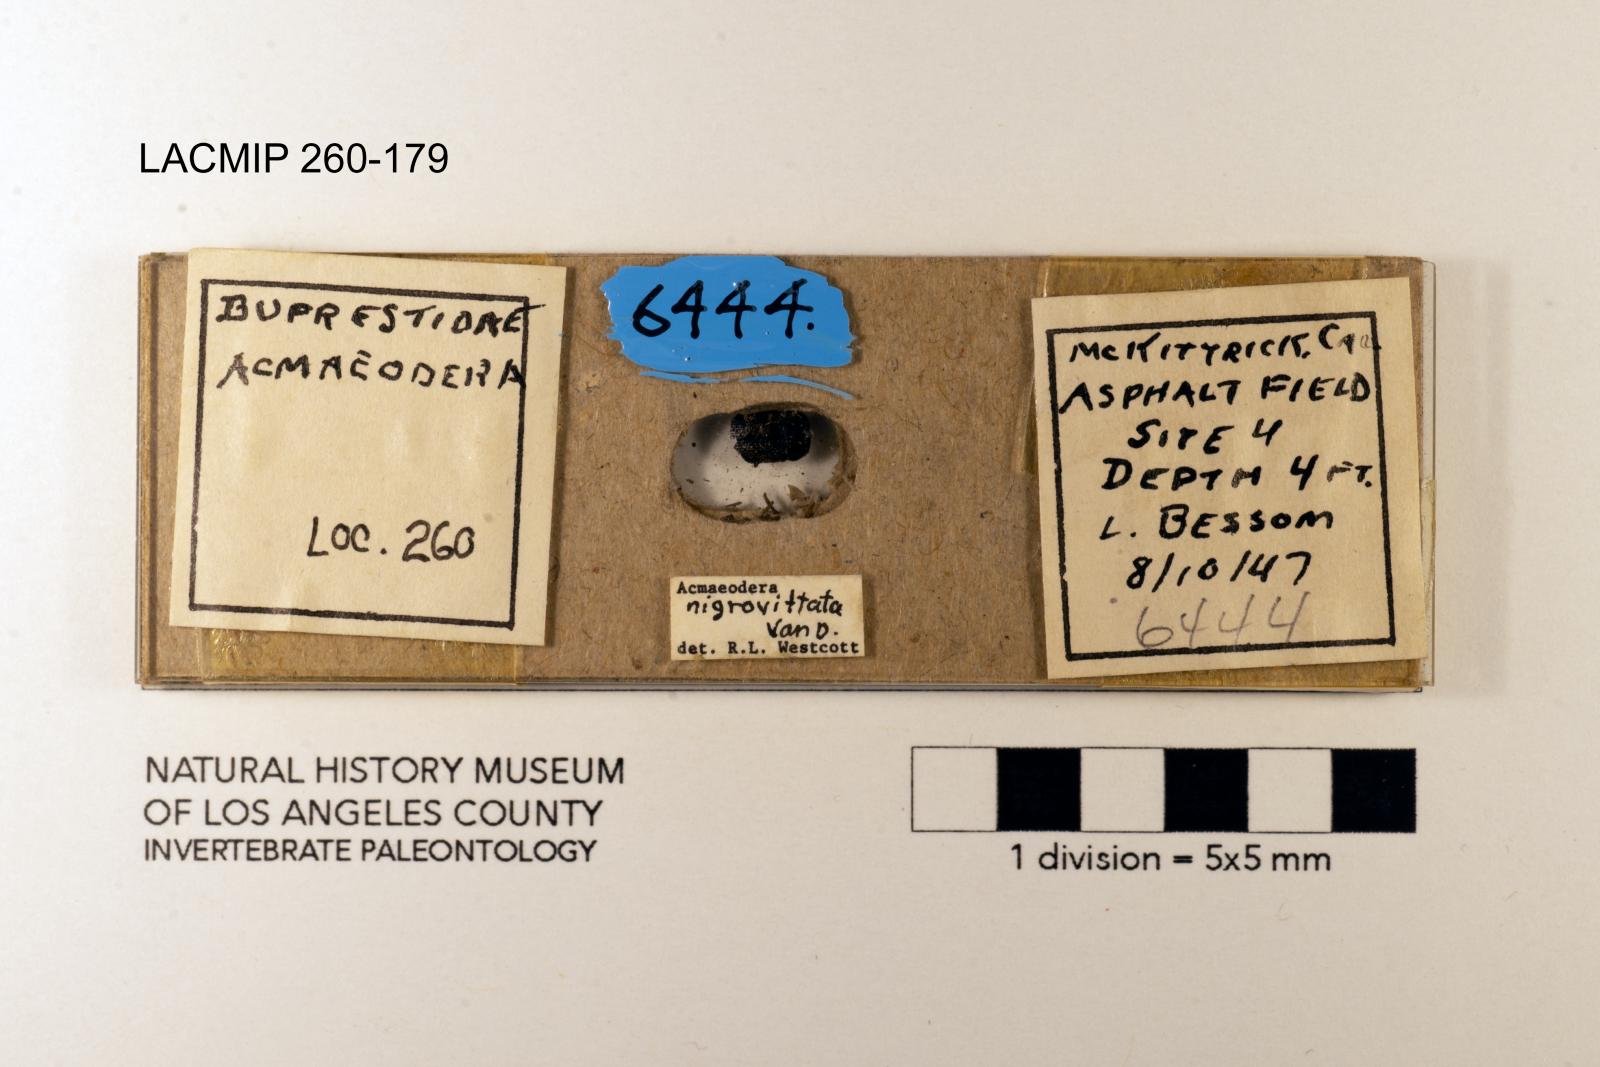 LACMIP 260-179
BUPRESTIDAE
ACMAEODERA
LOC. 260
6444.
Acmaeodera
nigrovittata
Van D.
det. R.L. Westcott
McKITTRICK, CAL.
ASPHALT FIELD
SITE 4
DEPTH 4 FT.
L. BESSOM
8/10/47
6444
NATURAL HISTORY MUSEUM
OF LOS ANGELES COUNTY
INVERTEBRATE PALEONTOLOGY
1 division = 5x5 mm